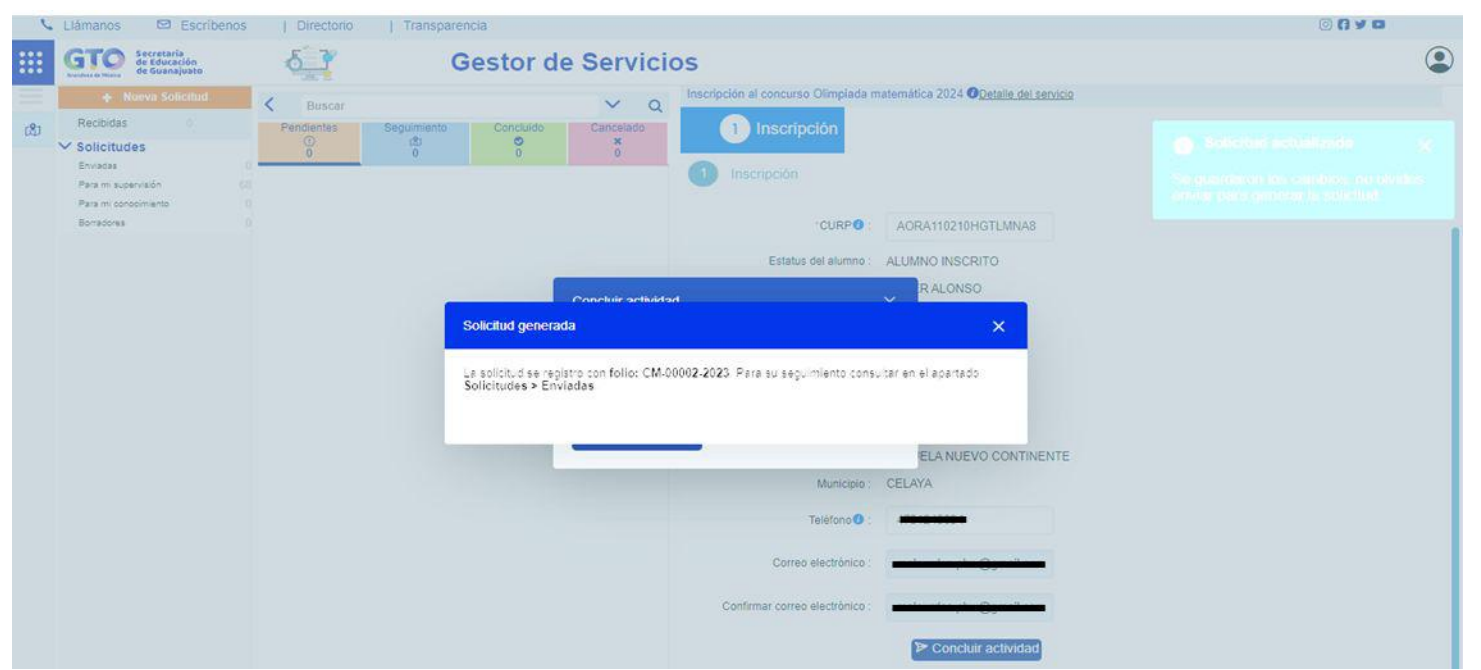 Llámanos Escríbenos | Directorio | Transparencia
GTO Secretaría de Educación de Guanajuato
Gestor de Servicios
+ Nueva Solicitud
Recibidas 0
Solicitudes
Enviadas 0
Para mi supervisión
Para mi conocimiento 0
Borradores 0
Buscar
Pendientes Seguimiento Concluido Cancelado
0 0 0 0
Inscripción al concurso Olimpiada matemática 2024 Detalle del servicio
1 Inscripción
1 Inscripción
*CURP : AORA110210HGTLMNA8
Estatus del alumno : ALUMNO INSCRITO
ER ALONSO
Solicitud actualizada
Se guardaron los cambios, no olvides
enviar para generar la solicitud.
Concluir actividad
Solicitud generada
La solicitud se registro con folio: CM-00002-2023. Para su seguimiento consultar en el apartado
Solicitudes > Enviadas
ELA NUEVO CONTINENTE
Municipio : CELAYA
Teléfono :
Correo electrónico :
Confirmar correo electrónico :
Concluir actividad